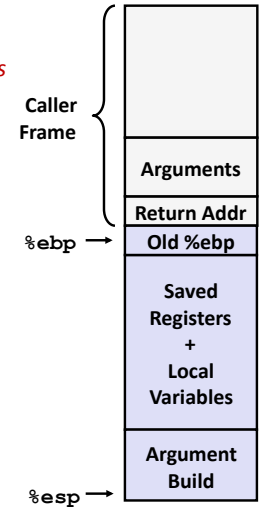 s
Caller
Frame
Arguments
Return Addr
%ebp
Old %ebp
Saved
Registers
+
Local
Variables
Argument
Build
%esp